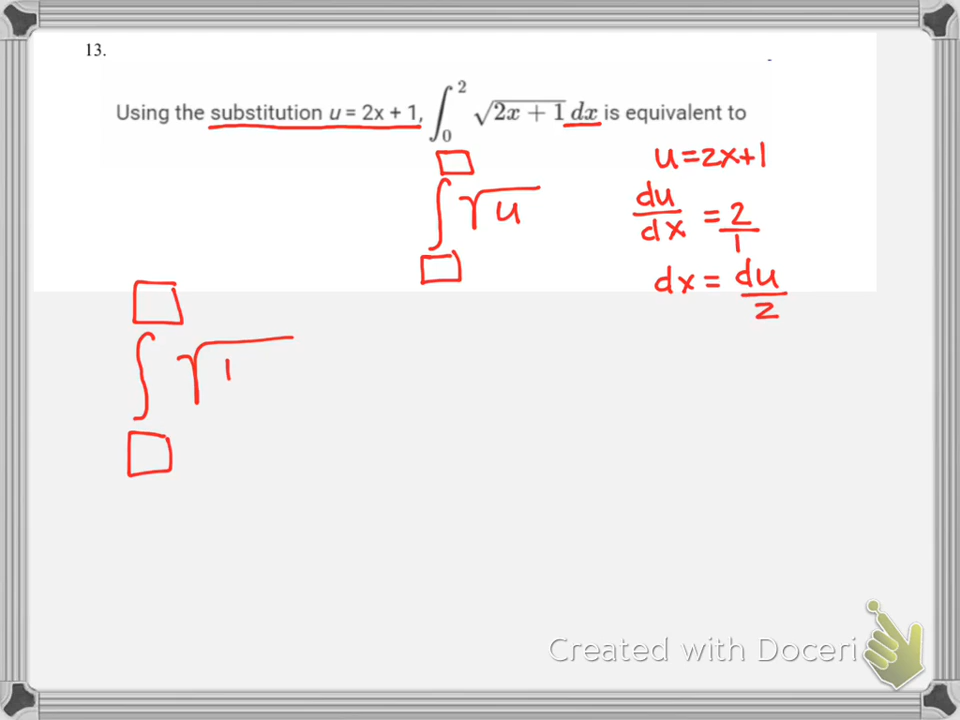 13.
Using the substitution u = 2x + 1, ∫₀² √(2x + 1) dx is equivalent to
u=2x+1
∫ √u
du/dx = 2/1
dx = du/2
∫ √
Created with Doceri